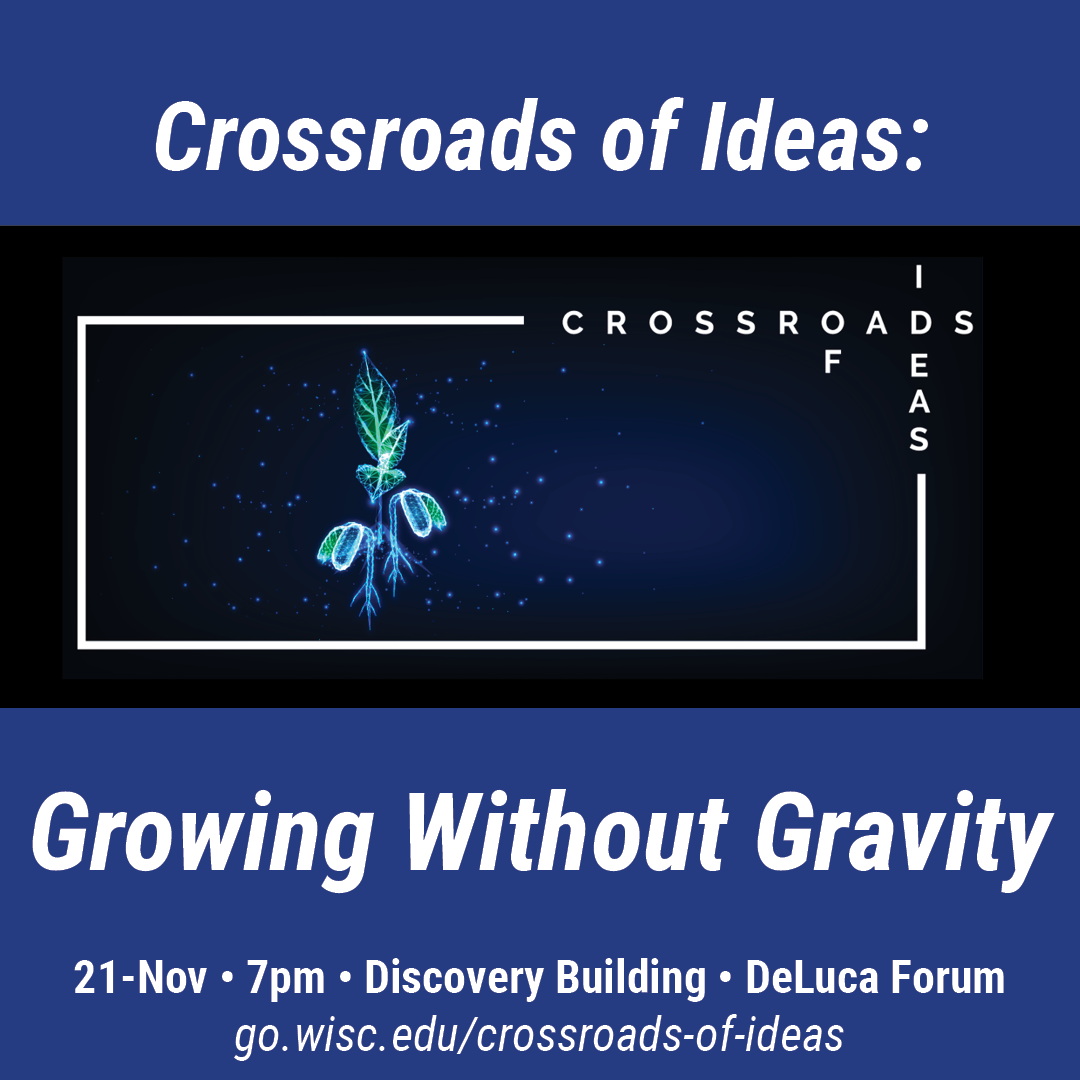 Crossroads of Ideas:
CROSSROADS
OF
IDEAS
Growing Without Gravity
21-Nov • 7pm • Discovery Building • DeLuca Forum
go.wisc.edu/crossroads-of-ideas